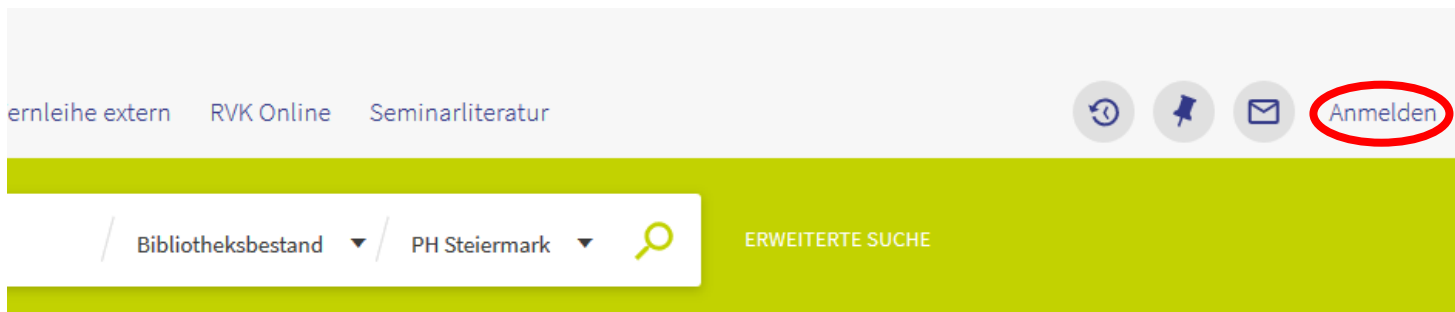 ernleihe extern RVK Online Seminarliteratur Anmelden
Bibliotheksbestand PH Steiermark ERWEITERTE SUCHE